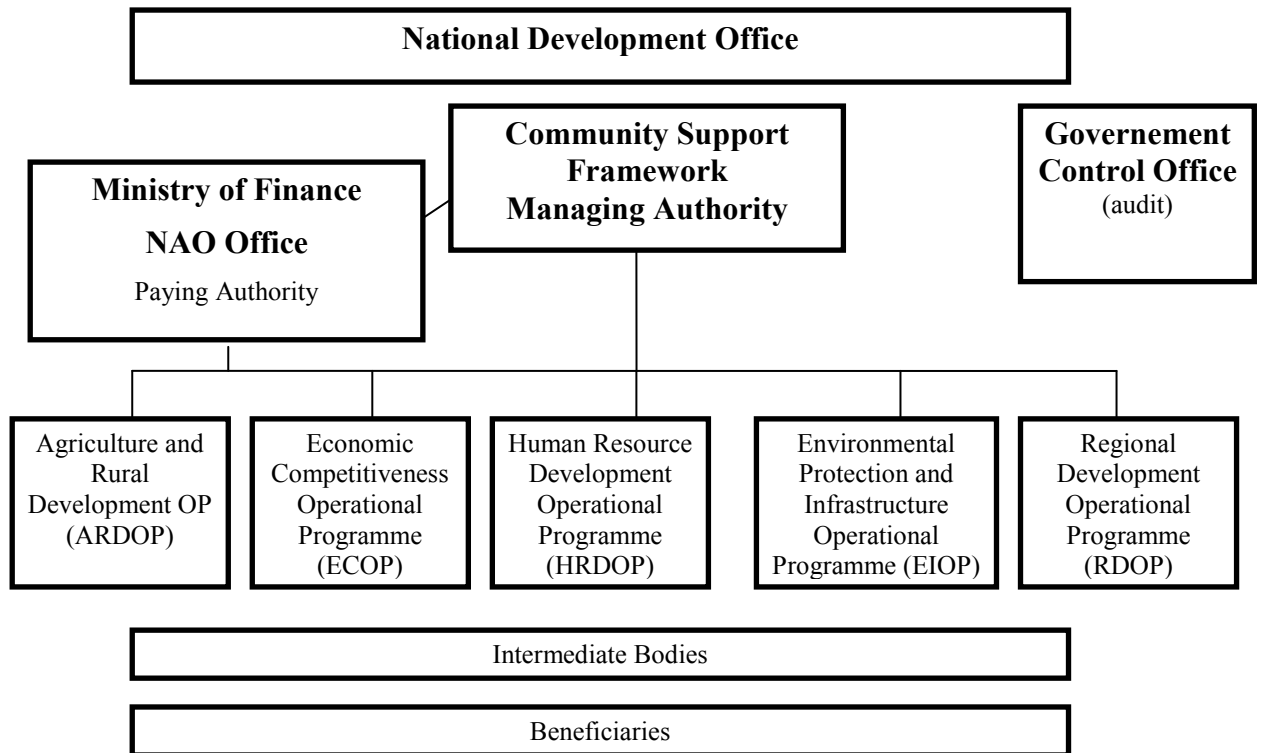 National Development Office
Community Support
Framework
Managing Authority
Governement
Control Office
(audit)
Ministry of Finance
NAO Office
Paying Authority
Agriculture and
Rural
Development OP
(ARDOP)
Economic
Competitiveness
Operational
Programme
(ECOP)
Human Resource
Development
Operational
Programme
(HRDOP)
Environmental
Protection and
Infrastructure
Operational
Programme (EIOP)
Regional
Development
Operational
Programme
(RDOP)
Intermediate Bodies
Beneficiaries